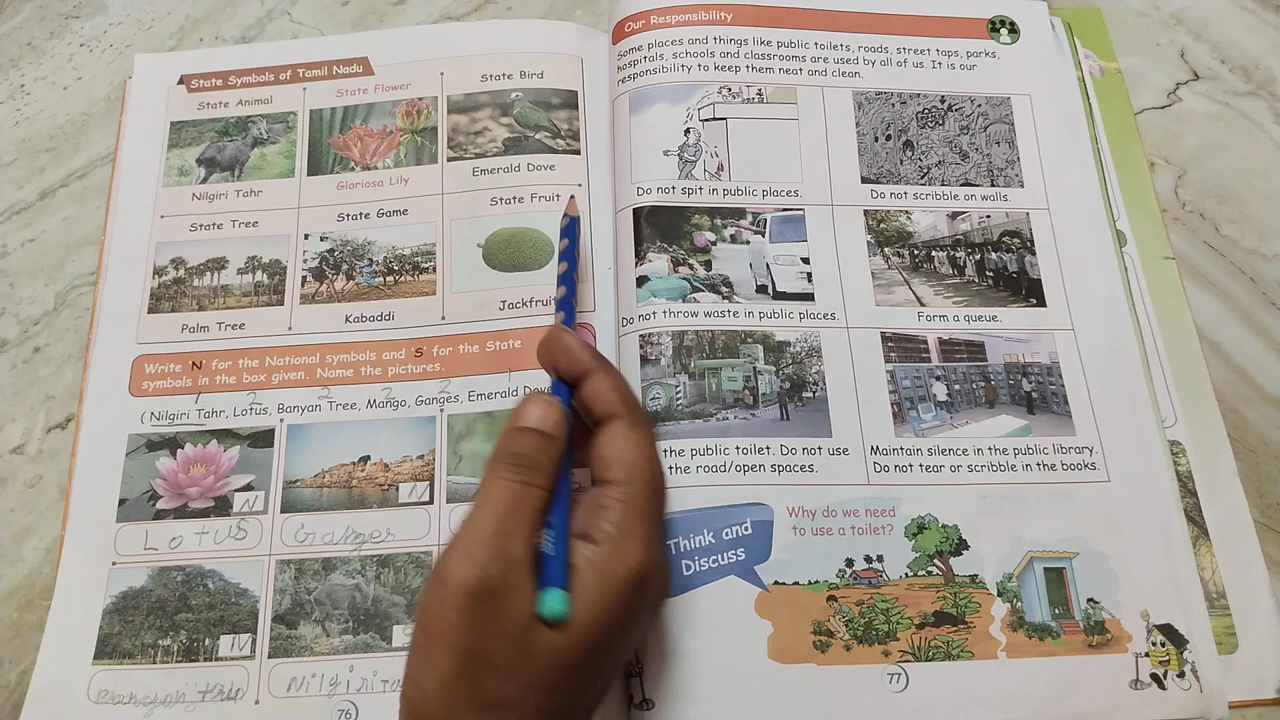 State Symbols of Tamil Nadu
State Animal
State Flower
State Bird
Nilgiri Tahr
Gloriosa Lily
Emerald Dove
State Tree
State Game
State Fruit
Palm Tree
Kabaddi
Jackfruit
Write 'N' for the National symbols and 'S' for the State
symbols in the box given. Name the pictures.
1 2 2 2 2 1
( Nilgiri Tahr, Lotus, Banyan Tree, Mango, Ganges, Emerald Dove
N
N
Lotus
Ganges
N
Nilgiri
76
Our Responsibility
Some places and things like public toilets, roads, street taps, parks,
hospitals, schools and classrooms are used by all of us. It is our
responsibility to keep them neat and clean.
Do not spit in public places.
Do not scribble on walls.
Do not throw waste in public places.
Form a queue.
the public toilet. Do not use
the road/open spaces.
Maintain silence in the public library.
Do not tear or scribble in the books.
Think and
Discuss
Why do we need
to use a toilet?
77